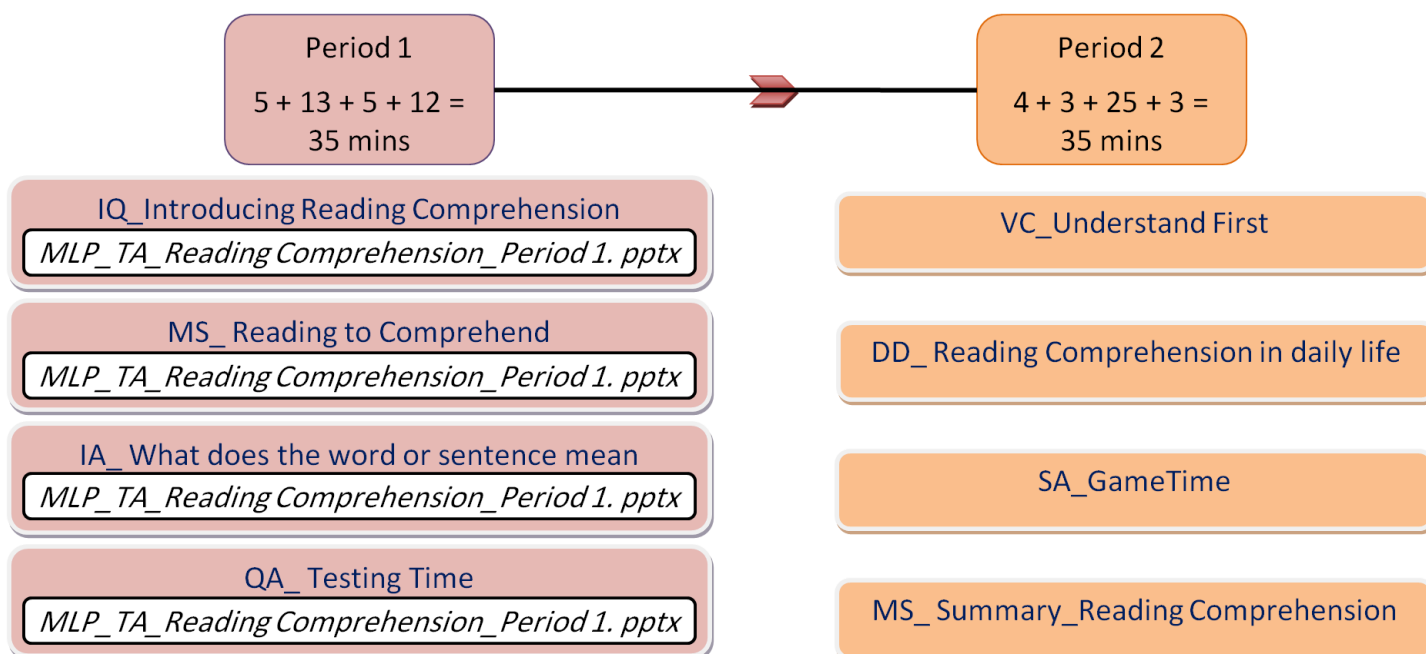 Period 1
5 + 13 + 5 + 12 =
35 mins
Period 2
4 + 3 + 25 + 3 =
35 mins
IQ_Introducing Reading Comprehension
MLP_TA_Reading Comprehension_Period 1. pptx
MS_ Reading to Comprehend
MLP_TA_Reading Comprehension_Period 1. pptx
IA_ What does the word or sentence mean
MLP_TA_Reading Comprehension_Period 1. pptx
QA_ Testing Time
MLP_TA_Reading Comprehension_Period 1. pptx
VC_Understand First
DD_ Reading Comprehension in daily life
SA_GameTime
MS_ Summary_Reading Comprehension